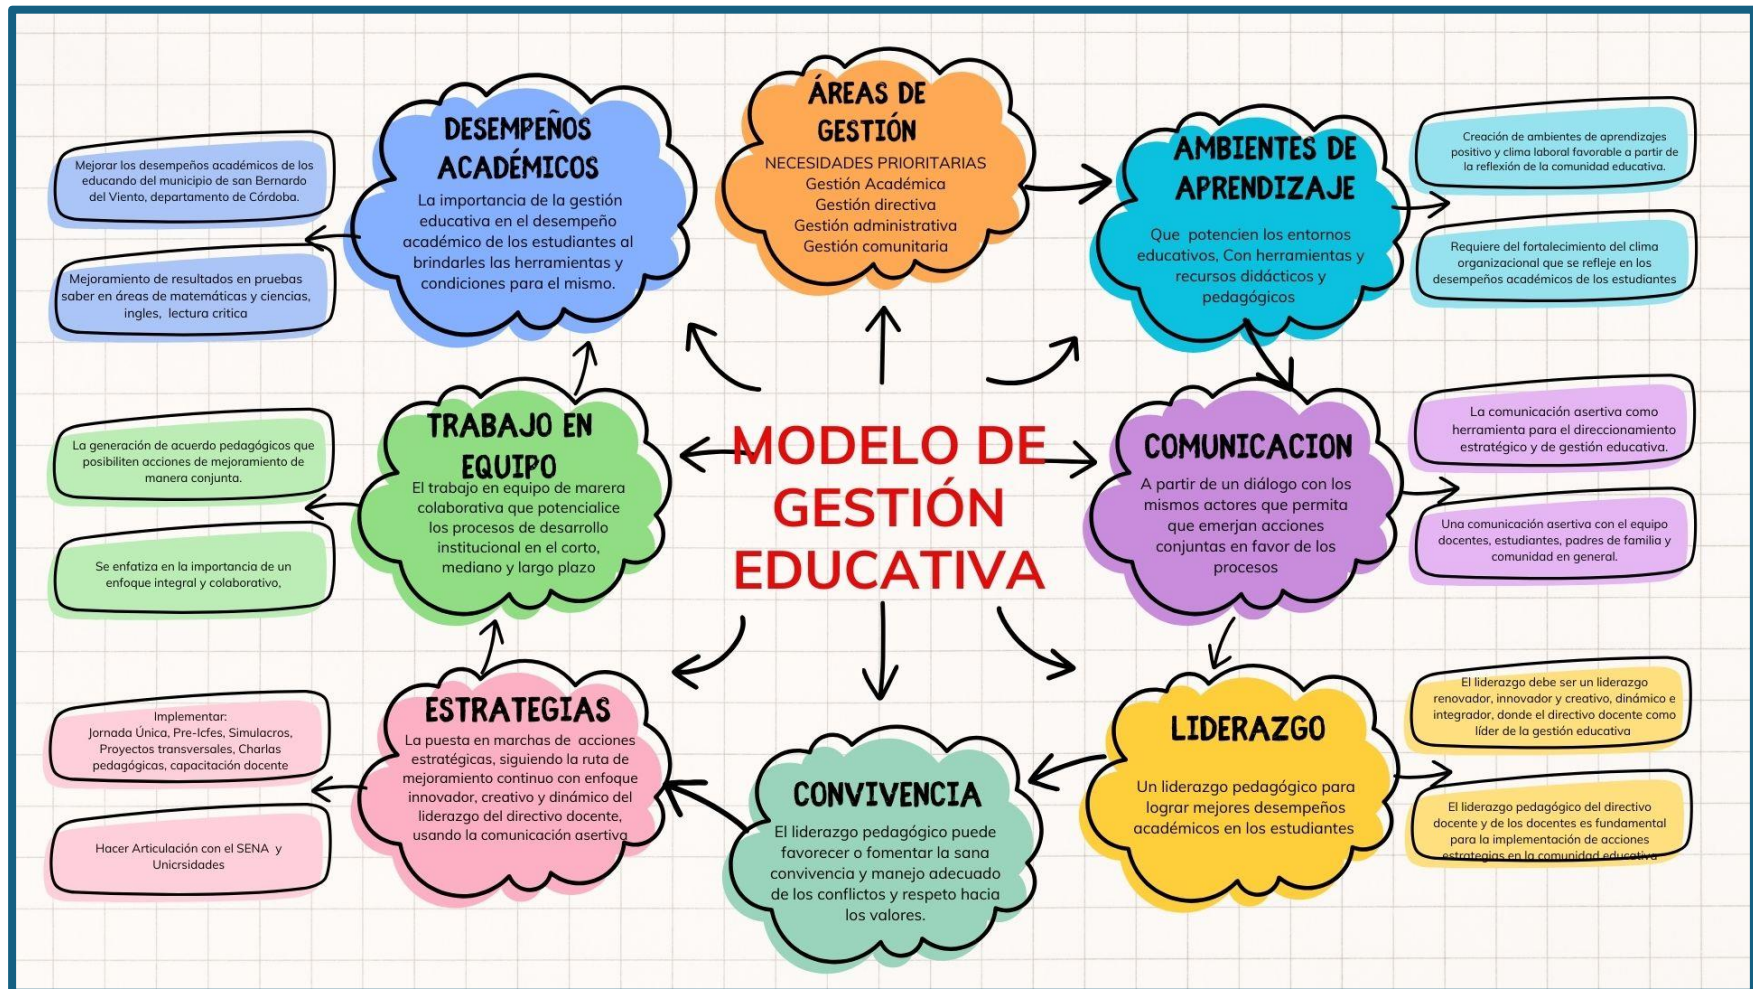 MODELO DE
GESTIÓN
EDUCATIVA
ÁREAS DE
GESTIÓN
NECESIDADES PRIORITARIAS
Gestión Académica
Gestión directiva
Gestión administrativa
Gestión comunitaria
AMBIENTES DE
APRENDIZAJE
Que potencien los entornos
educativos, Con herramientas y
recursos didácticos y
pedagógicos
Creación de ambientes de aprendizajes
positivo y clima laboral favorable a partir de
la reflexión de la comunidad educativa.
Requiere del fortalecimiento del clima
organizacional que se refleje en los
desempeños académicos de los estudiantes
COMUNICACION
A partir de un diálogo con los
mismos actores que permita
que emerjan acciones
conjuntas en favor de los
procesos
La comunicación asertiva como
herramienta para el direccionamiento
estratégico y de gestión educativa.
Una comunicación asertiva con el equipo
docentes, estudiantes, padres de familia y
comunidad en general.
LIDERAZGO
Un liderazgo pedagógico para
lograr mejores desempeños
académicos en los estudiantes
El liderazgo debe ser un liderazgo
renovador, innovador y creativo, dinámico e
integrador, donde el directivo docente como
líder de la gestión educativa
El liderazgo pedagógico del directivo
docente y de los docentes es fundamental
para la implementación de acciones
estrategias en la comunidad educativa
CONVIVENCIA
El liderazgo pedagógico puede
favorecer o fomentar la sana
convivencia y manejo adecuado
de los conflictos y respeto hacia
los valores.
ESTRATEGIAS
La puesta en marchas de acciones
estratégicas, siguiendo la ruta de
mejoramiento continuo con enfoque
innovador, creativo y dinámico del
liderazgo del directivo docente,
usando la comunicación asertiva
Implementar:
Jornada Única, Pre-Icfes, Simulacros,
Proyectos transversales, Charlas
pedagógicas, capacitación docente
Hacer Articulación con el SENA y
Unicrsidades
TRABAJO EN
EQUIPO
El trabajo en equipo de marera
colaborativa que potencialice
los procesos de desarrollo
institucional en el corto,
mediano y largo plazo
La generación de acuerdo pedagógicos que
posibiliten acciones de mejoramiento de
manera conjunta.
Se enfatiza en la importancia de un
enfoque integral y colaborativo,
DESEMPEÑOS
ACADÉMICOS
La importancia de la gestión
educativa en el desempeño
académico de los estudiantes al
brindarles las herramientas y
condiciones para el mismo.
Mejorar los desempeños académicos de los
educando del municipio de san Bernardo
del Viento, departamento de Córdoba.
Mejoramiento de resultados en pruebas
saber en áreas de matemáticas y ciencias,
ingles, lectura critica